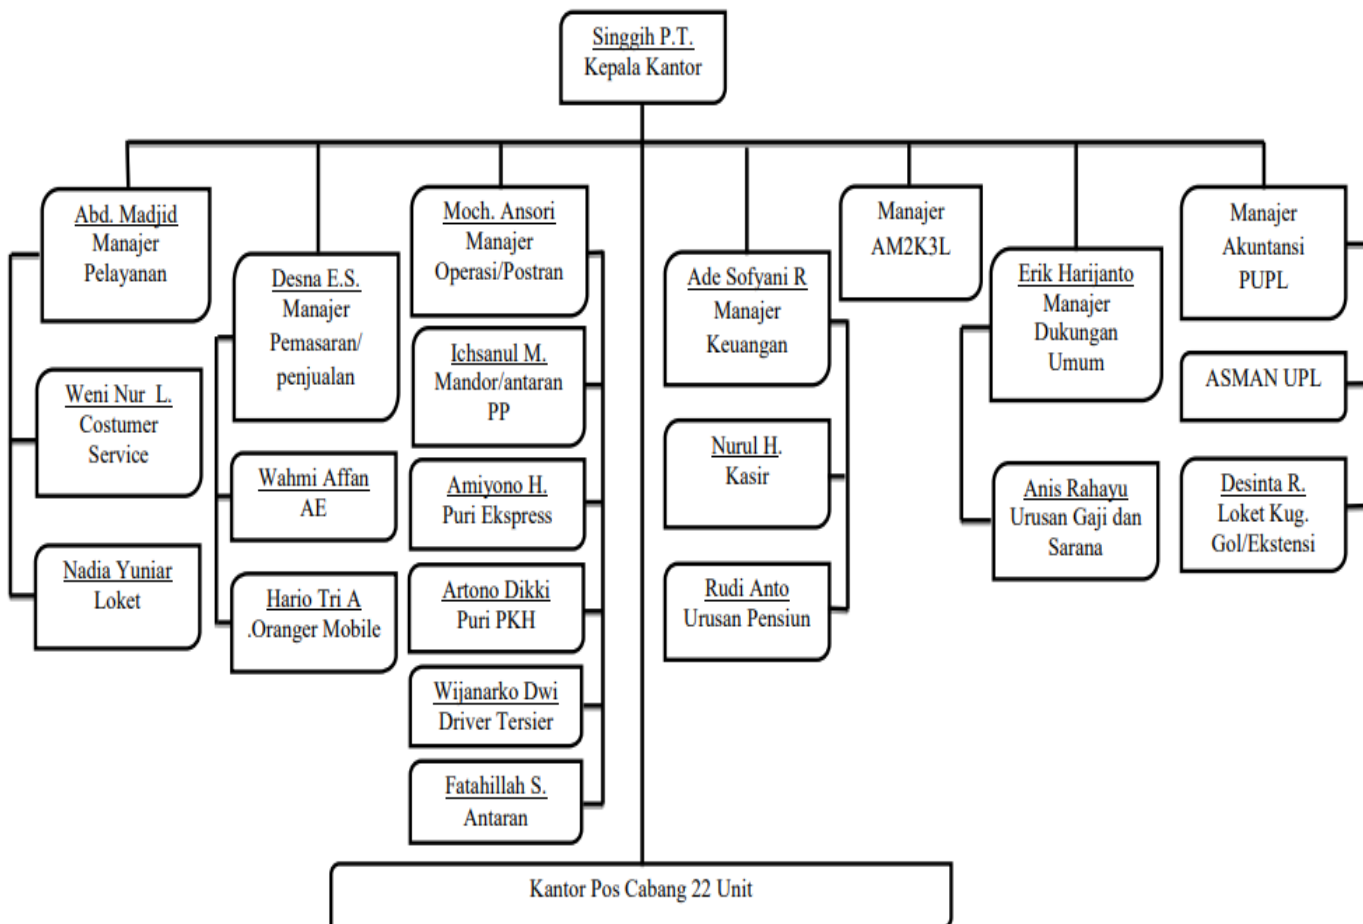 Singgih P.T.
Kepala Kantor
Abd. Madjid
Manajer
Pelayanan
Weni Nur L.
Costumer
Service
Nadia Yuniar
Loket
Desna E.S.
Manajer
Pemasaran/
penjualan
Wahmi Affan
AE
Hario Tri A
.Oranger Mobile
Moch. Ansori
Manajer
Operasi/Postran
Ichsanul M.
Mandor/antaran
PP
Amiyono H.
Puri Ekspress
Artono Dikki
Puri PKH
Wijanarko Dwi
Driver Tersier
Fatahillah S.
Antaran
Ade Sofyani R
Manajer
Keuangan
Nurul H.
Kasir
Rudi Anto
Urusan Pensiun
Manajer
AM2K3L
Erik Harijanto
Manajer
Dukungan
Umum
Anis Rahayu
Urusan Gaji dan
Sarana
Manajer
Akuntansi
PUPL
ASMAN UPL
Desinta R.
Loket Kug.
Gol/Ekstensi
Kantor Pos Cabang 22 Unit